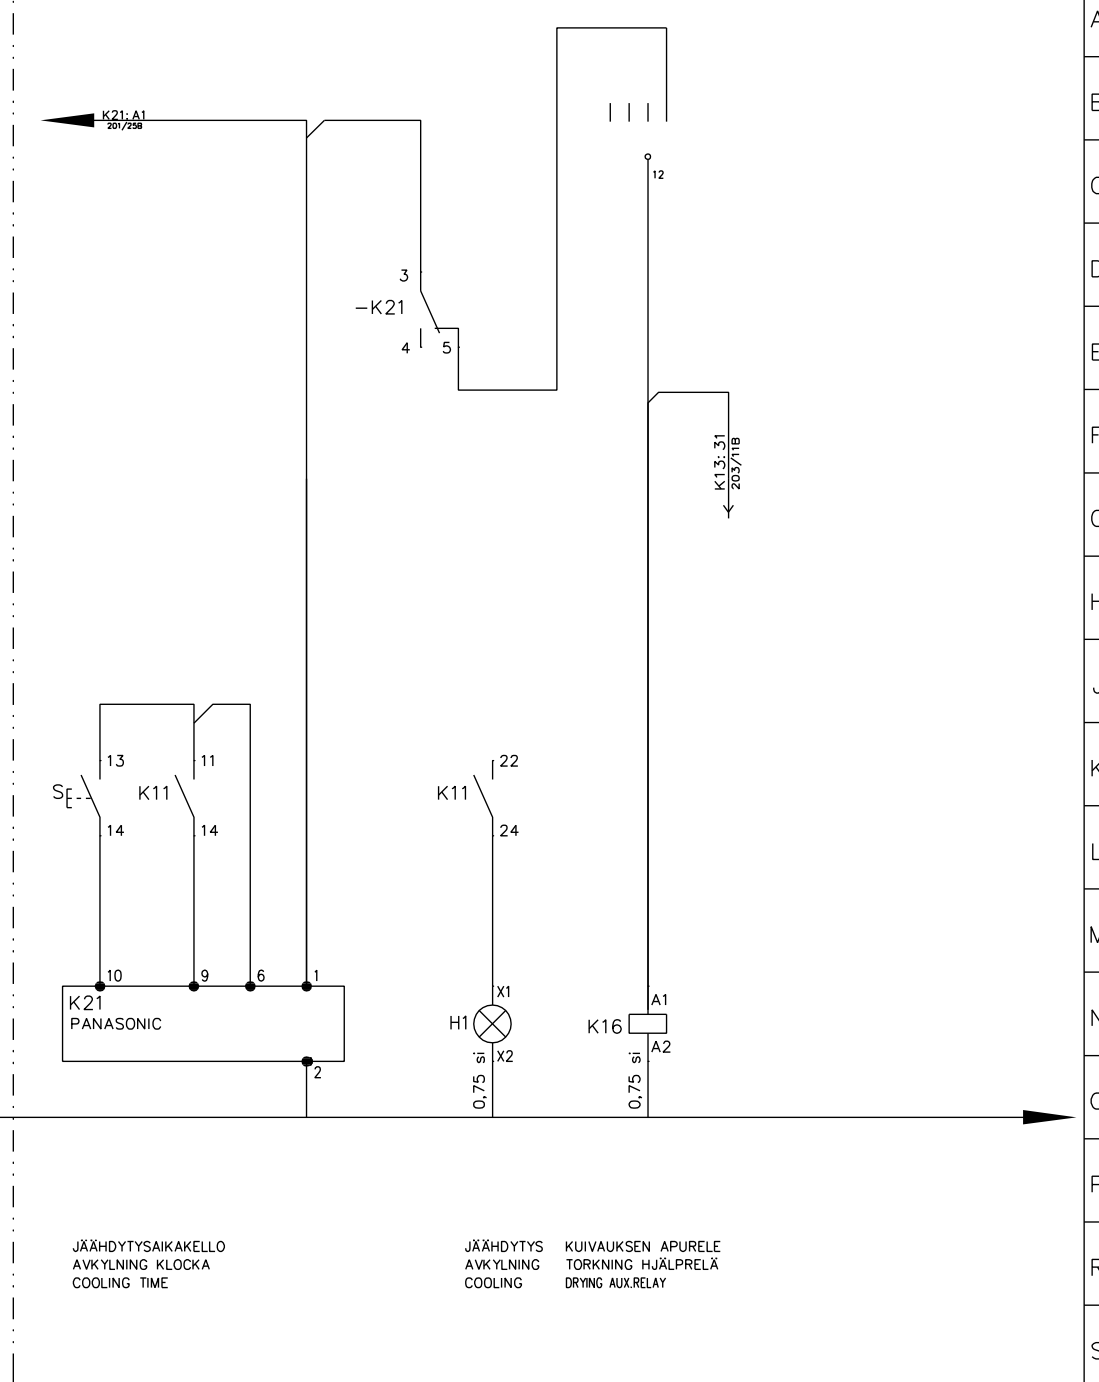 K21: A1
201/25B
12
3
-K21
4
5
K13: 31
203/11B
13
11
22
S
K11
K11
14
14
24
10
9
6
1
K21
PANASONIC
2
X1
H1
X2
0,75 si
A1
K16
A2
0,75 si
JÄÄHDYTYSAIKAKELLO
AVKYLNING KLOCKA
COOLING TIME
JÄÄHDYTYS
AVKYLNING
COOLING
KUIVAUKSEN APURELE
TORKNING HJÄLPRELÄ
DRYING AUX.RELAY